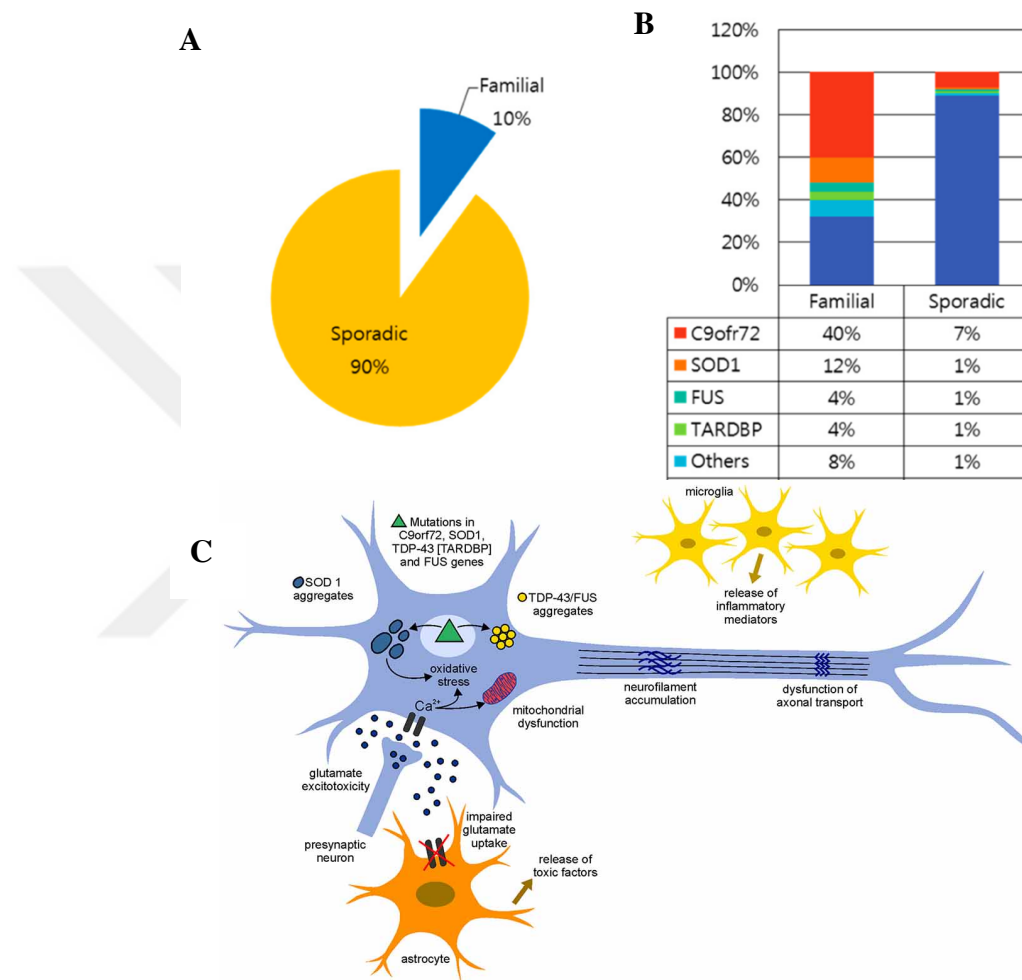 A
Familial
10%
Sporadic
90%
B
120%
100%
80%
60%
40%
20%
0%
Familial Sporadic
C9ofr72 40% 7%
SOD1 12% 1%
FUS 4% 1%
TARDBP 4% 1%
Others 8% 1%
C
Mutations in
C9orf72, SOD1,
TDP-43 [TARDBP]
and FUS genes
SOD 1
aggregates
TDP-43/FUS
aggregates
oxidative
stress
Ca2+
mitochondrial
dysfunction
glutamate
excitotoxicity
presynaptic
neuron
impaired
glutamate
uptake
release of
toxic factors
astrocyte
microglia
release of
inflammatory
mediators
neurofilament
accumulation
dysfunction of
axonal transport